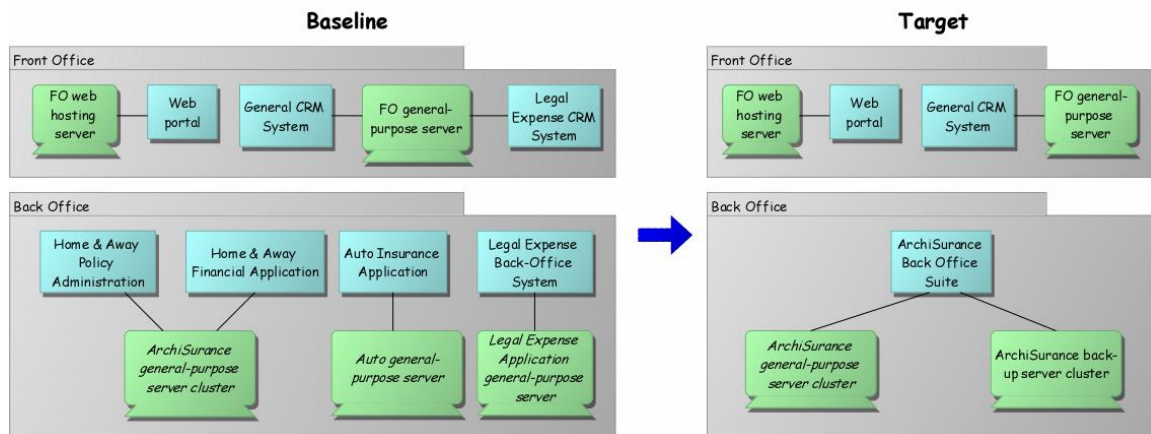 Baseline
Target
Front Office
FO web
hosting
server
Web
portal
General CRM
System
FO general-
purpose server
Legal
Expense CRM
System
Front Office
FO web
hosting
server
Web
portal
General CRM
System
FO general-
purpose
server
Back Office
Home & Away
Policy
Administration
Home & Away
Financial Application
Auto Insurance
Application
Legal Expense
Back-Office
System
ArchiSurance
general-purpose
server cluster
Auto general-
purpose server
Legal Expense
Application
general-purpose
server
Back Office
ArchiSurance
Back Office
Suite
ArchiSurance
general-purpose
server cluster
ArchiSurance back-
up server cluster